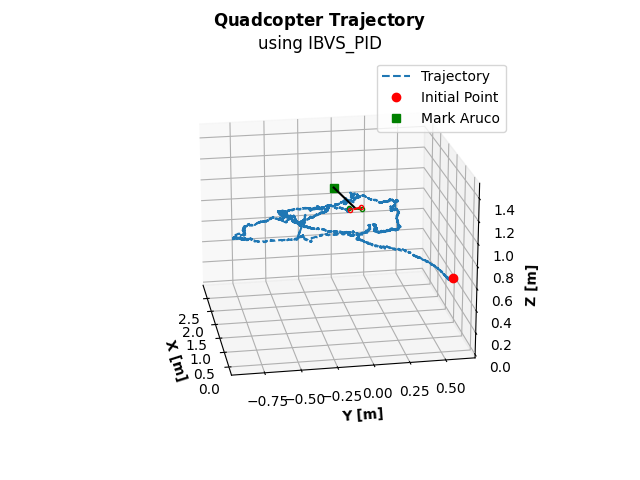 Quadcopter Trajectory
using IBVS_PID
Trajectory
Initial Point
Mark Aruco
1.4
1.2
1.0
0.8
0.6
0.4
0.2
0.0
Z [m]
2.5
2.0
1.5
1.0
0.5
0.0
X [m]
−0.75 −0.50 −0.25 0.00 0.25 0.50
Y [m]